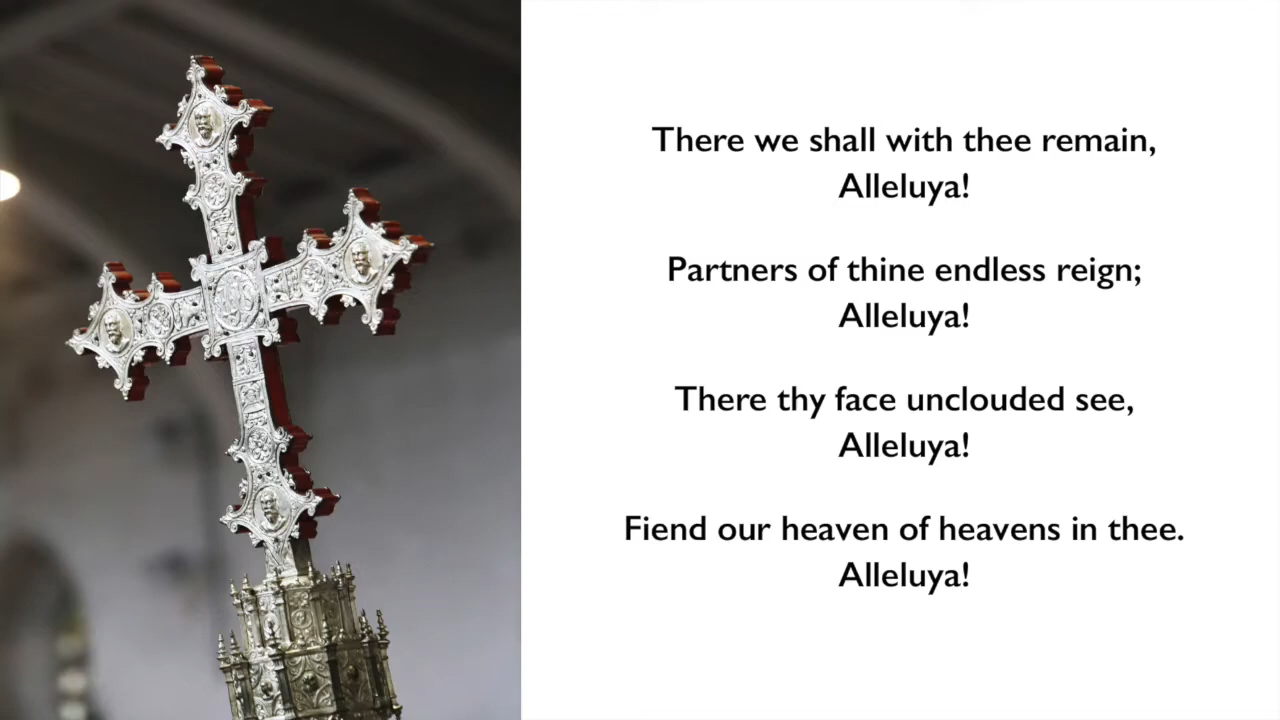 There we shall with thee remain,
Alleluya!
Partners of thine endless reign;
Alleluya!
There thy face unclouded see,
Alleluya!
Fiend our heaven of heavens in thee.
Alleluya!